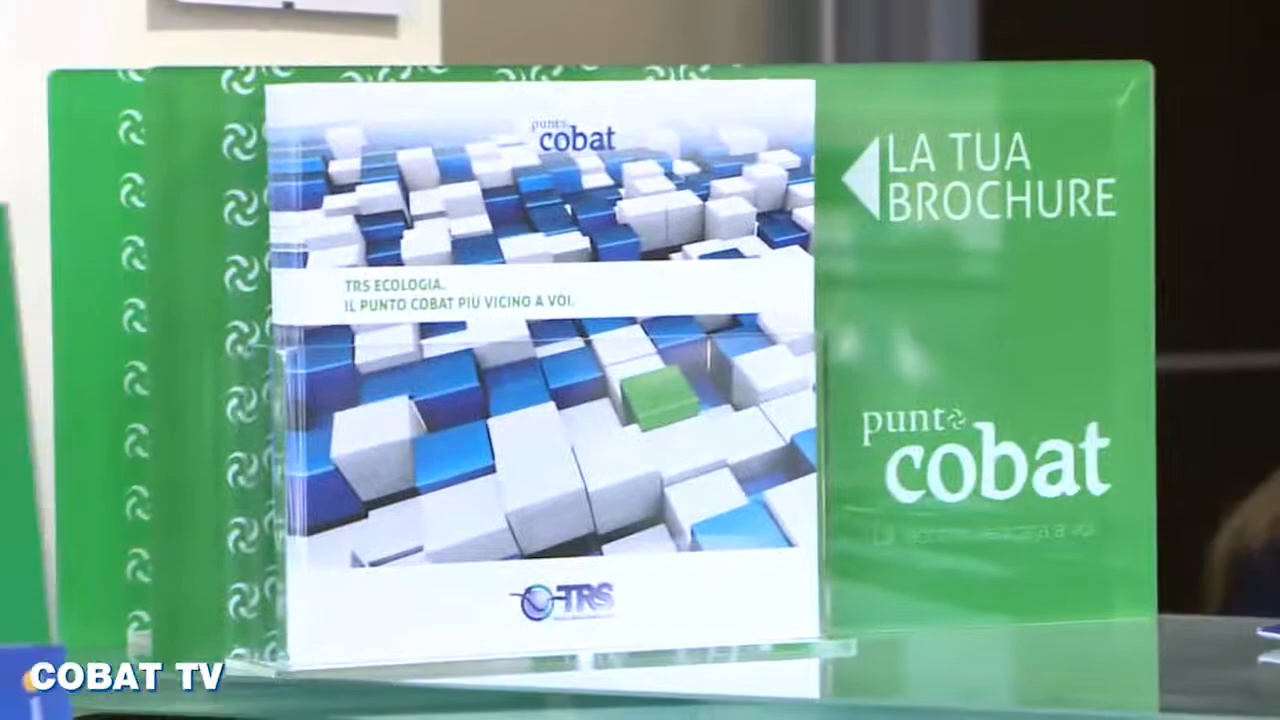 punto
cobat
TRS ECOLOGIA.
IL PUNTO COBAT PIÙ VICINO A VOI.
TRS
LA TUA
BROCHURE
punto
cobat
COBAT TV